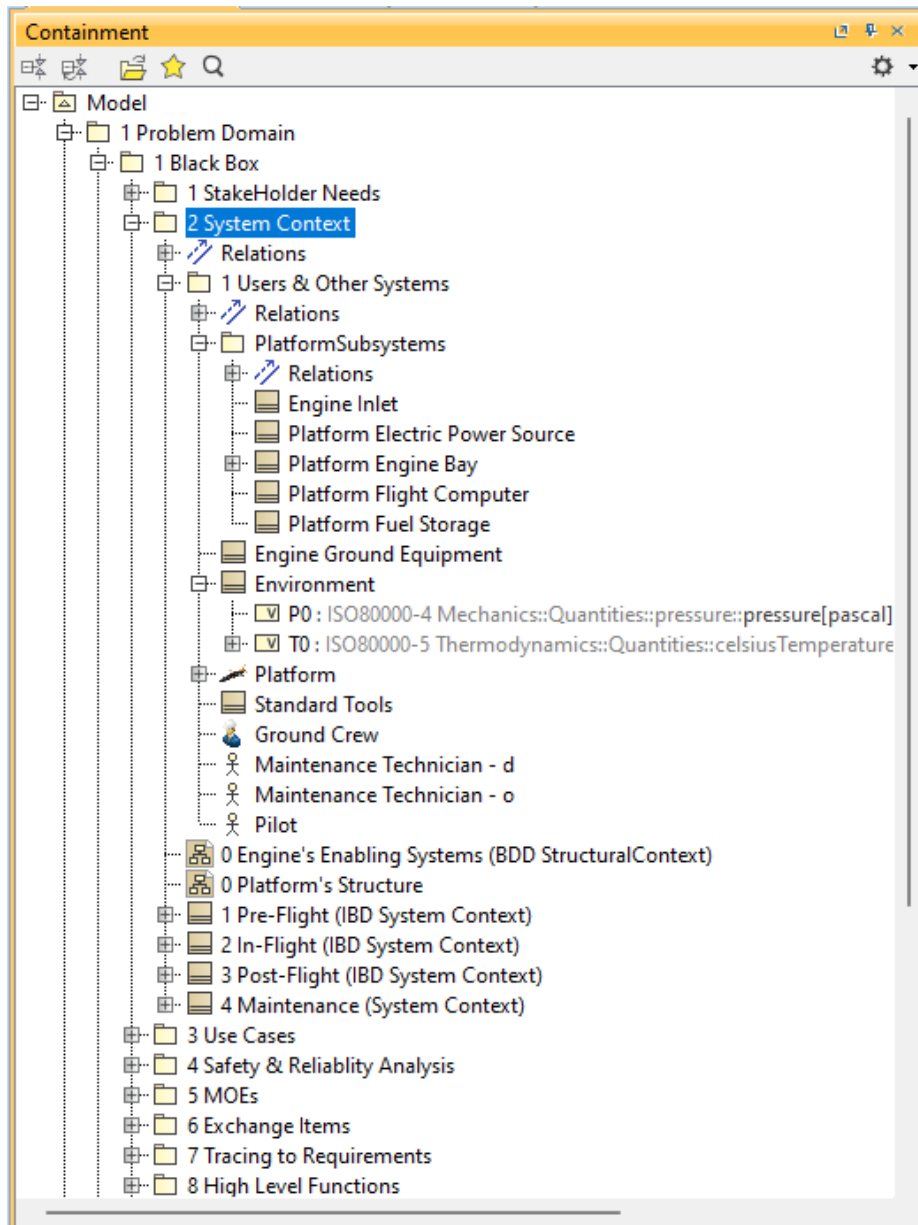 Containment
Model
1 Problem Domain
1 Black Box
1 StakeHolder Needs
2 System Context
Relations
1 Users & Other Systems
Relations
PlatformSubsystems
Relations
Engine Inlet
Platform Electric Power Source
Platform Engine Bay
Platform Flight Computer
Platform Fuel Storage
Engine Ground Equipment
Environment
V P0 : ISO80000-4 Mechanics::Quantities::pressure::pressure[pascal]
V T0 : ISO80000-5 Thermodynamics::Quantities::celsiusTemperature
Platform
Standard Tools
Ground Crew
Maintenance Technician - d
Maintenance Technician - o
Pilot
0 Engine's Enabling Systems (BDD StructuralContext)
0 Platform's Structure
1 Pre-Flight (IBD System Context)
2 In-Flight (IBD System Context)
3 Post-Flight (IBD System Context)
4 Maintenance (System Context)
3 Use Cases
4 Safety & Reliablity Analysis
5 MOEs
6 Exchange Items
7 Tracing to Requirements
8 High Level Functions